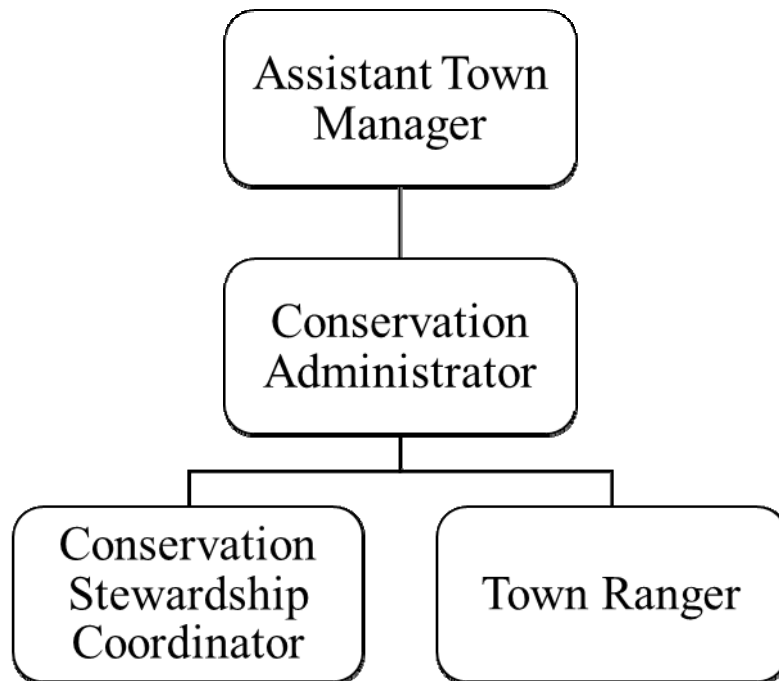 Assistant Town
Manager
Conservation
Administrator
Conservation
Stewardship
Coordinator
Town Ranger